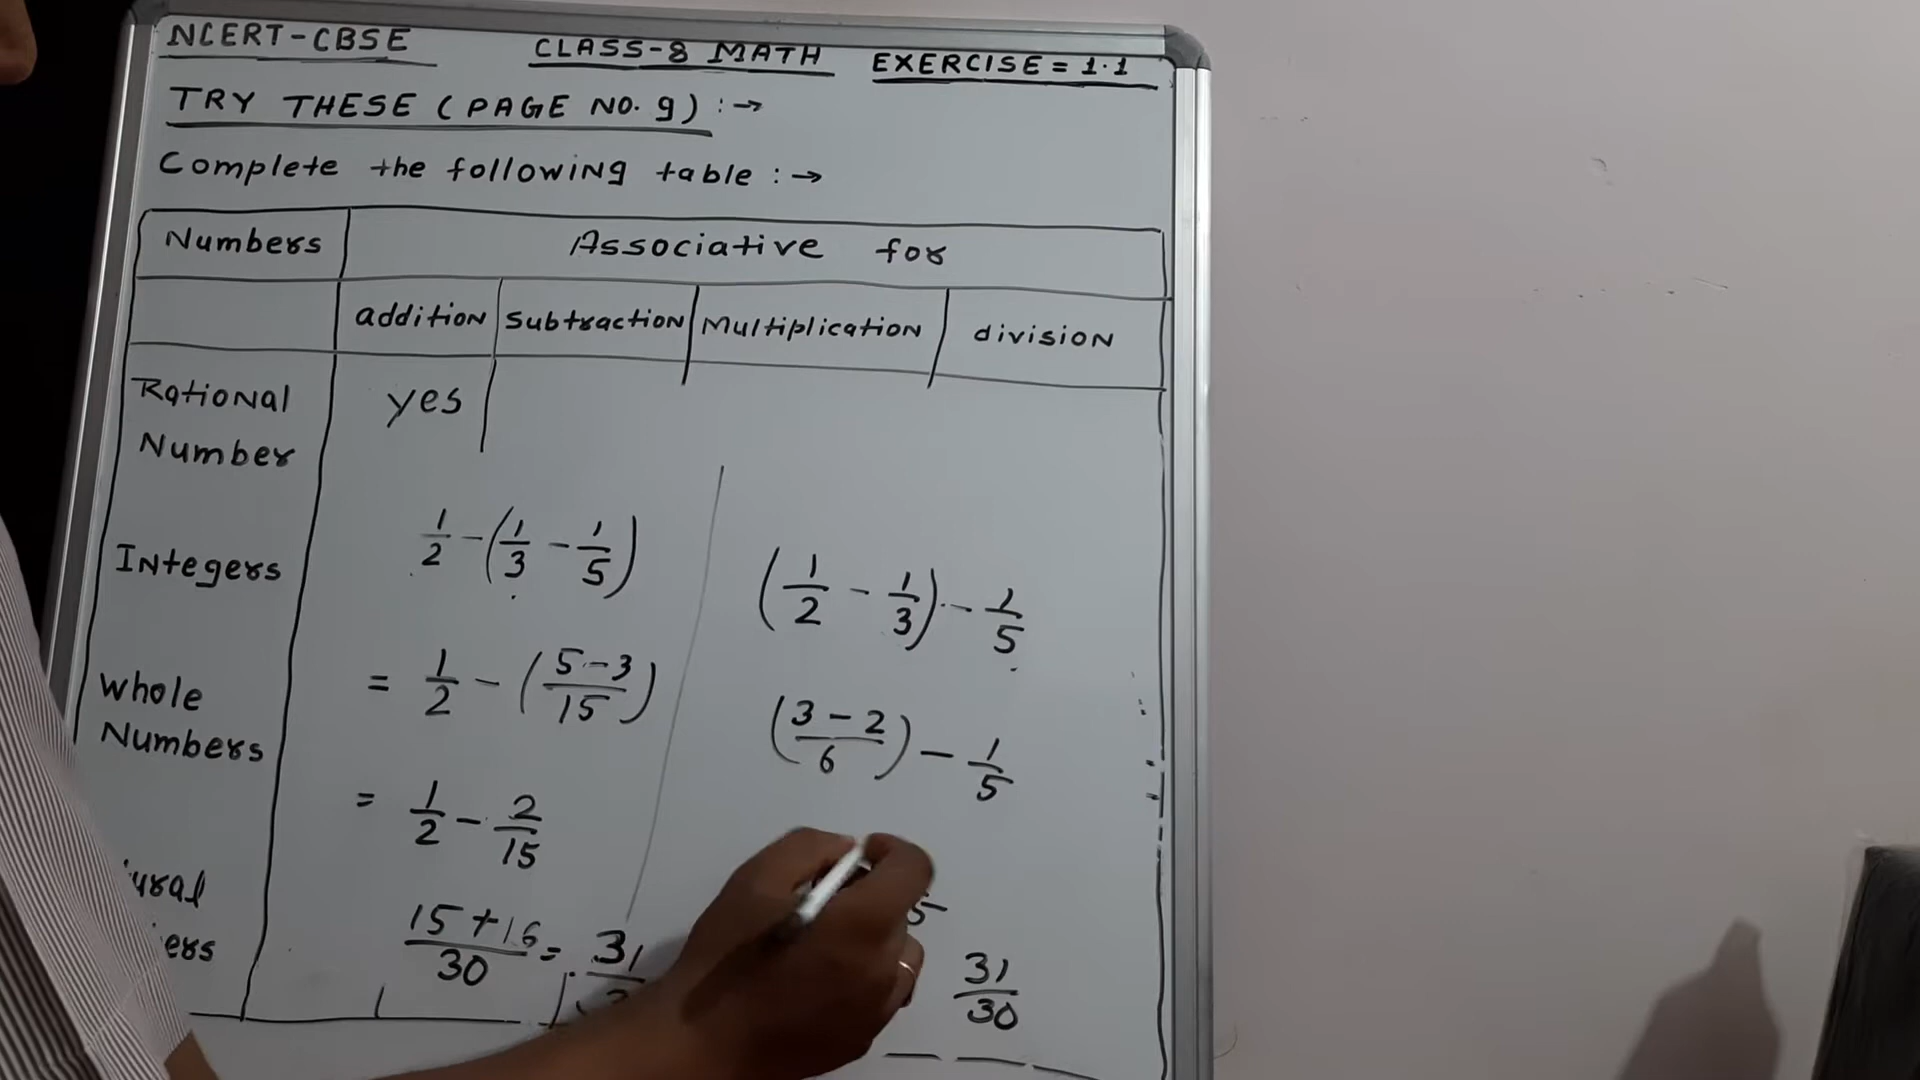 NCERT-CBSE CLASS-8 MATH EXERCISE = 1.1
TRY THESE (PAGE NO. 9) :→
Complete the following table :→
Numbers Associative for
addition Subtraction Multiplication division
Rational Number yes
Integers
Whole Numbers
1/2 - (1/3 - 1/5)
= 1/2 - (5-3/15)
= 1/2 - 2/15
15+16/30 = 31
(1/2 - 1/3) - 1/5
(3-2/6) - 1/5
31/30